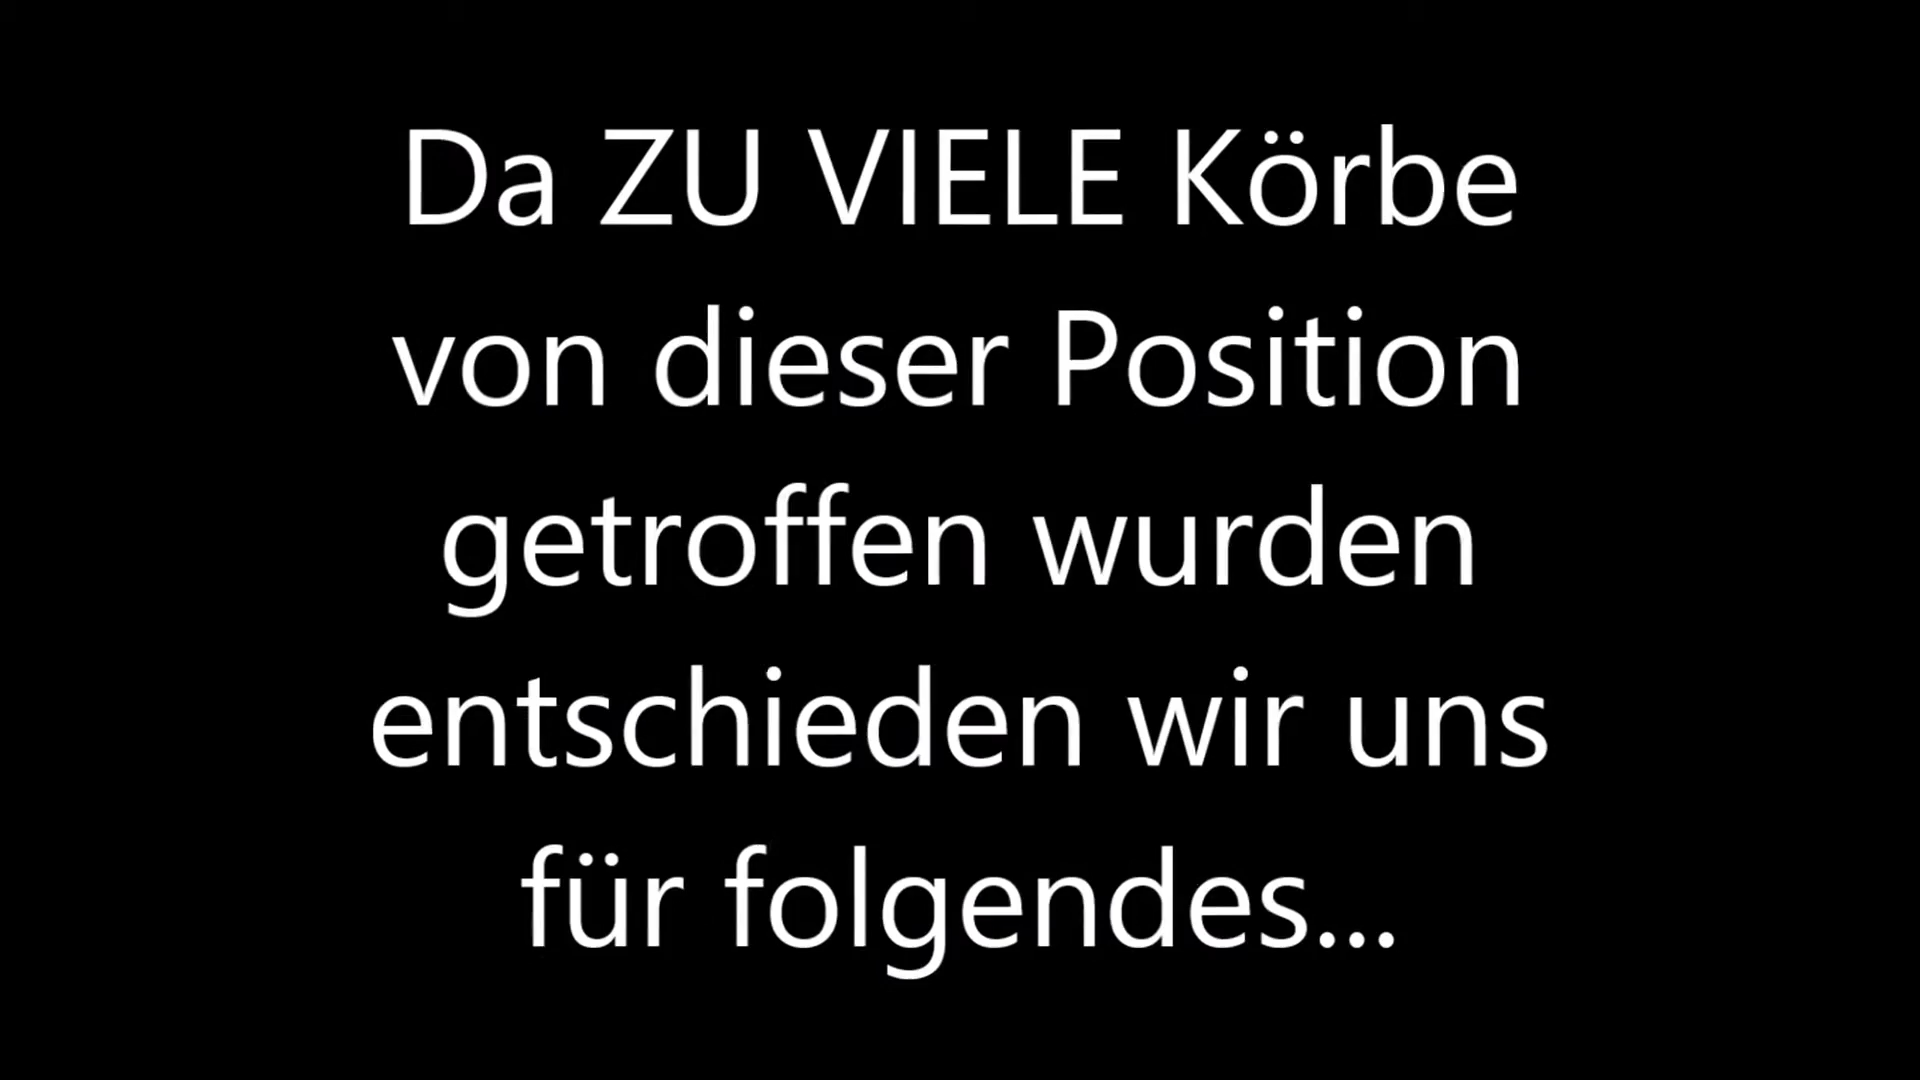 Da ZU VIELE Körbe
von dieser Position
getroffen wurden
entschieden wir uns
für folgendes...